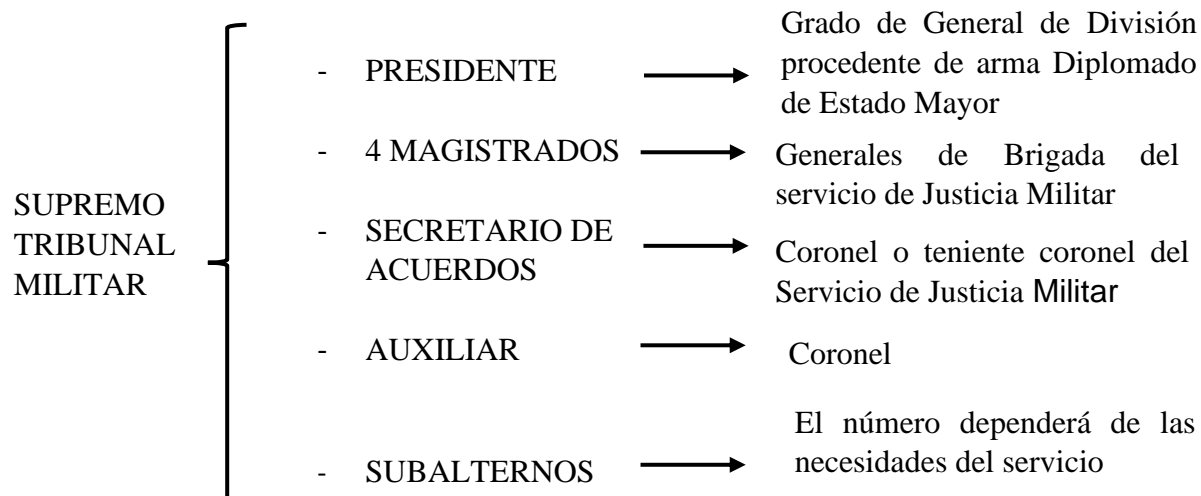 SUPREMO
TRIBUNAL
MILITAR
- PRESIDENTE
Grado de General de División
procedente de arma Diplomado
de Estado Mayor
- 4 MAGISTRADOS
Generales de Brigada del
servicio de Justicia Militar
- SECRETARIO DE
ACUERDOS
Coronel o teniente coronel del
Servicio de Justicia Militar
- AUXILIAR
Coronel
- SUBALTERNOS
El número dependerá de las
necesidades del servicio